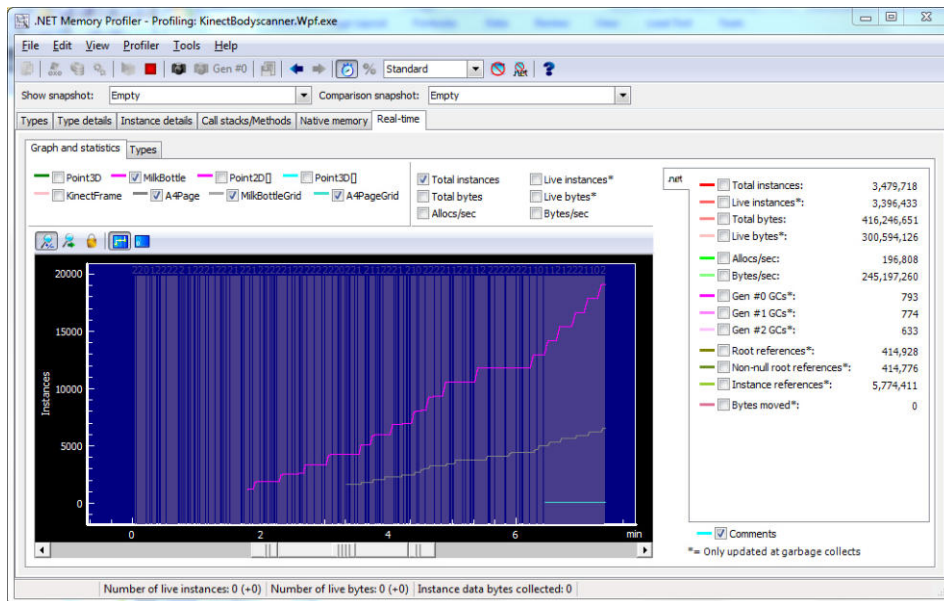 .NET Memory Profiler - Profiling: KinectBodyscanner.Wpf.exe
File Edit View Profiler Tools Help
Gen #0 % Standard ?
Show snapshot: Empty Comparison snapshot: Empty
Types Type details Instance details Call stacks/Methods Native memory Real-time
Graph and statistics Types
Point3D MilkBottle Point2D[] Point3D[]
KinectFrame A4Page MilkBottleGrid A4PageGrid
Total instances Live instances*
Total bytes Live bytes*
Allocs/sec Bytes/sec
.net
Total instances: 3,479,718
Live instances*: 3,396,433
Total bytes: 416,246,651
Live bytes*: 300,594,126
Allocs/sec: 196,808
Bytes/sec: 245,197,260
Gen #0 GCs*: 793
Gen #1 GCs*: 774
Gen #2 GCs*: 633
Root references*: 414,928
Non-null root references*: 414,776
Instance references*: 5,774,411
Bytes moved*: 0
Comments
*= Only updated at garbage collects
Instances
20000
15000
10000
5000
0
0 2 4 6 min
Number of live instances: 0 (+0) Number of live bytes: 0 (+0) Instance data bytes collected: 0